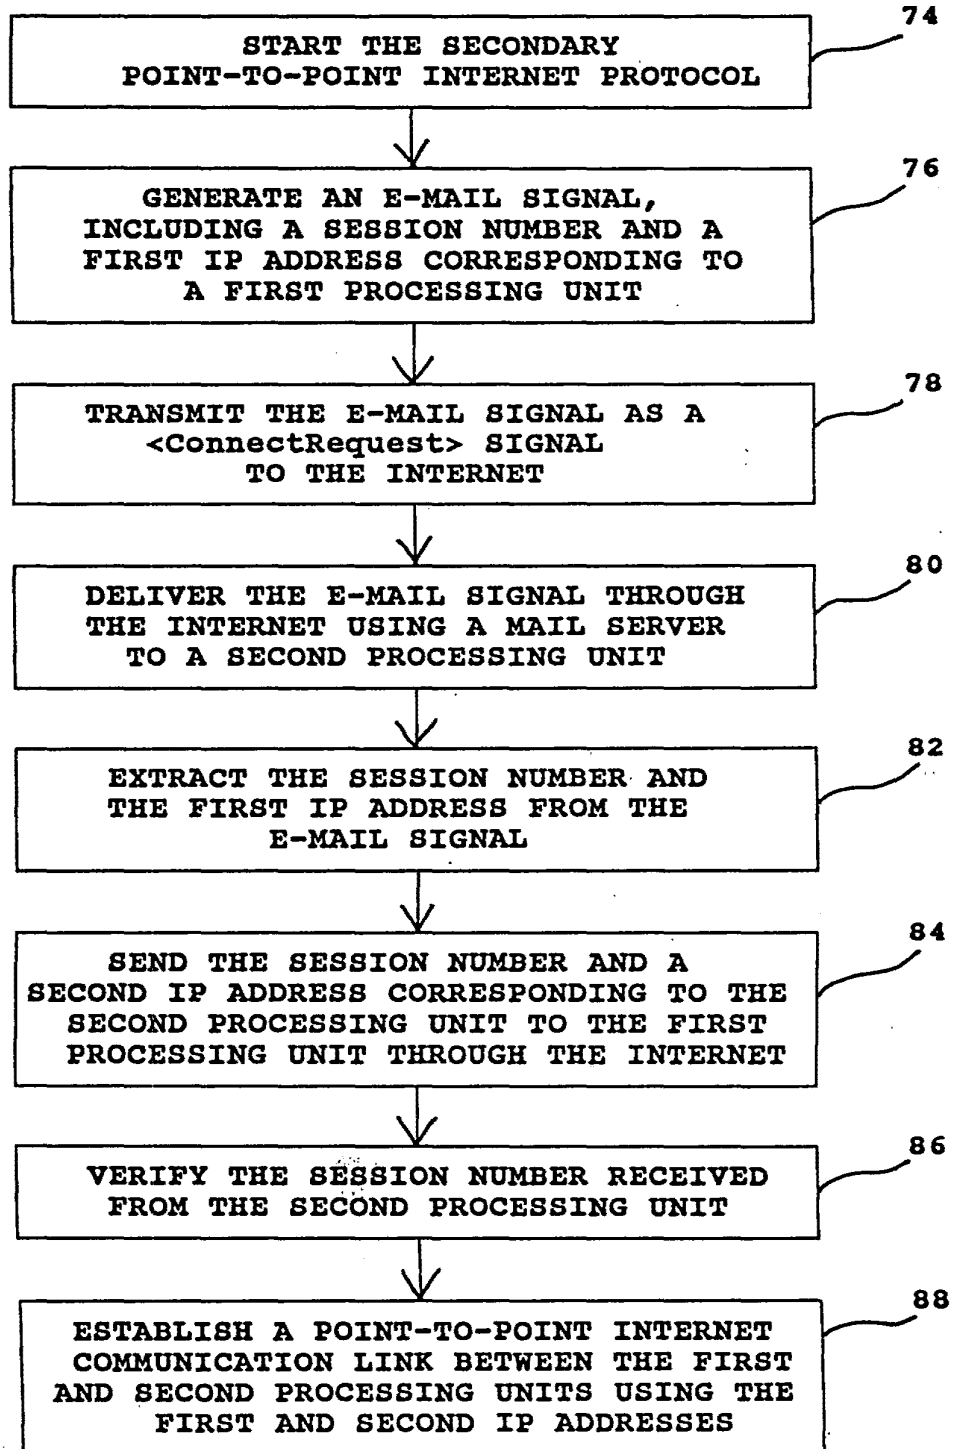 74
START THE SECONDARY
POINT-TO-POINT INTERNET PROTOCOL
76
GENERATE AN E-MAIL SIGNAL,
INCLUDING A SESSION NUMBER AND A
FIRST IP ADDRESS CORRESPONDING TO
A FIRST PROCESSING UNIT
78
TRANSMIT THE E-MAIL SIGNAL AS A
<ConnectRequest> SIGNAL
TO THE INTERNET
80
DELIVER THE E-MAIL SIGNAL THROUGH
THE INTERNET USING A MAIL SERVER
TO A SECOND PROCESSING UNIT
82
EXTRACT THE SESSION NUMBER AND
THE FIRST IP ADDRESS FROM THE
E-MAIL SIGNAL
84
SEND THE SESSION NUMBER AND A
SECOND IP ADDRESS CORRESPONDING TO THE
SECOND PROCESSING UNIT TO THE FIRST
PROCESSING UNIT THROUGH THE INTERNET
86
VERIFY THE SESSION NUMBER RECEIVED
FROM THE SECOND PROCESSING UNIT
88
ESTABLISH A POINT-TO-POINT INTERNET
COMMUNICATION LINK BETWEEN THE FIRST
AND SECOND PROCESSING UNITS USING THE
FIRST AND SECOND IP ADDRESSES